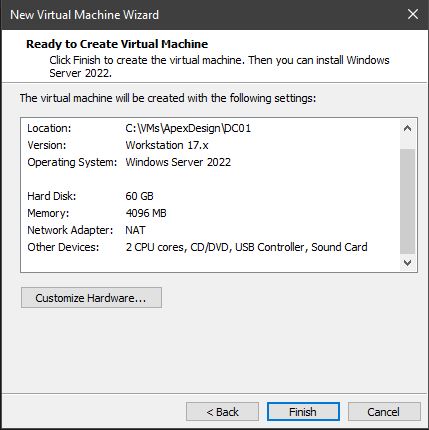 New Virtual Machine Wizard
Ready to Create Virtual Machine
Click Finish to create the virtual machine. Then you can install Windows
Server 2022.
The virtual machine will be created with the following settings:
Location: C:\VMs\ApexDesign\DC01
Version: Workstation 17.x
Operating System: Windows Server 2022
Hard Disk: 60 GB
Memory: 4096 MB
Network Adapter: NAT
Other Devices: 2 CPU cores, CD/DVD, USB Controller, Sound Card
Customize Hardware...
< Back Finish Cancel